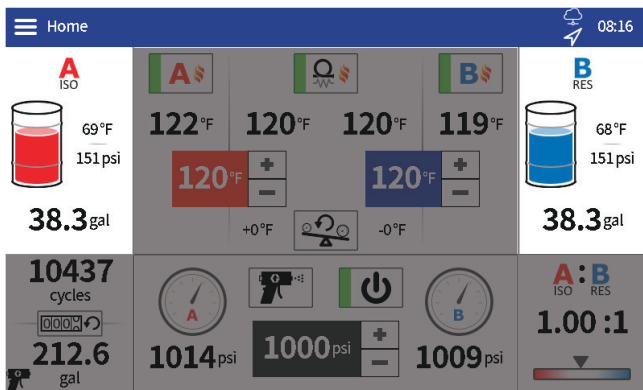 Home
08:16
A
ISO
69°F
151 psi
38.3 gal
A
B
122°F
120°F
120°F
119°F
120°F
+
−
120°F
+
−
+0°F
-0°F
B
RES
68°F
151 psi
38.3 gal
10437
cycles
000
212.6
gal
A
1014 psi
1000 psi
+
−
B
1009 psi
A : B
ISO RES
1.00 :1